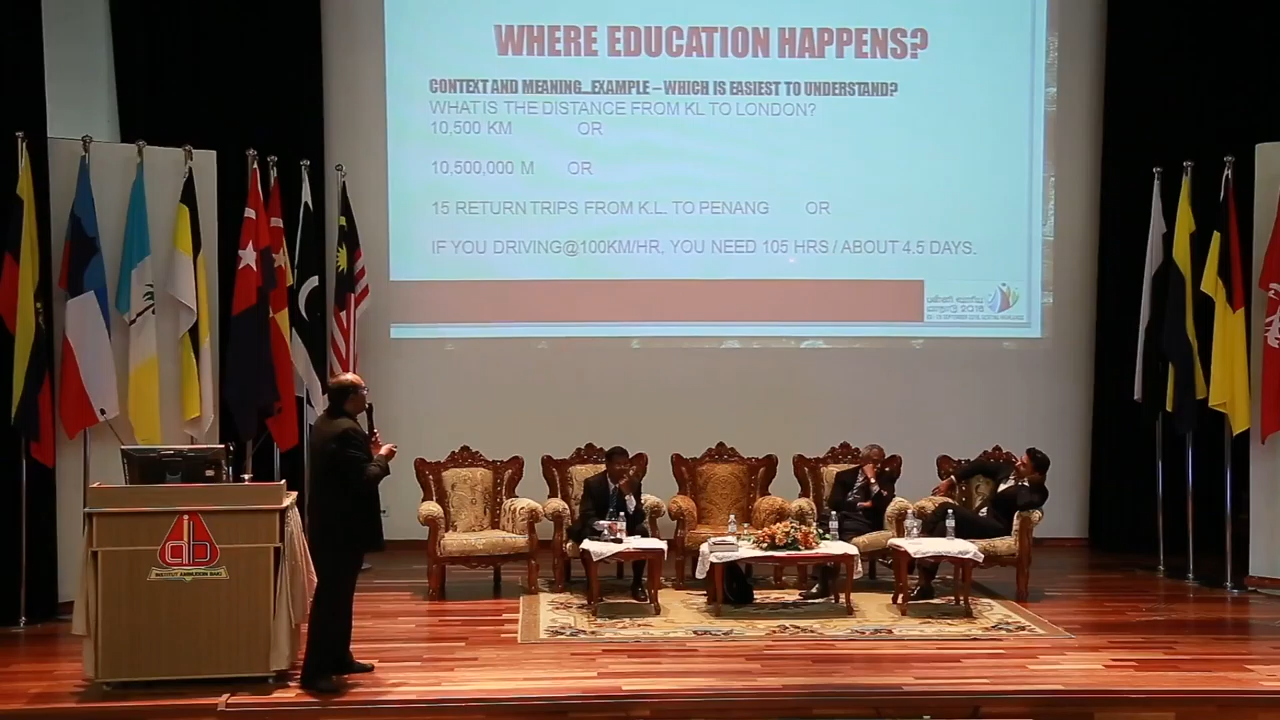 WHERE EDUCATION HAPPENS?
CONTEXT AND MEANING...EXAMPLE – WHICH IS EASIEST TO UNDERSTAND?
WHAT IS THE DISTANCE FROM KL TO LONDON?
10,500 KM OR
10,500,000 M OR
15 RETURN TRIPS FROM K.L. TO PENANG OR
IF YOU DRIVING@100KM/HR, YOU NEED 105 HRS / ABOUT 4.5 DAYS.
2016
iab
INSTITUT AMINUDDIN BAKI